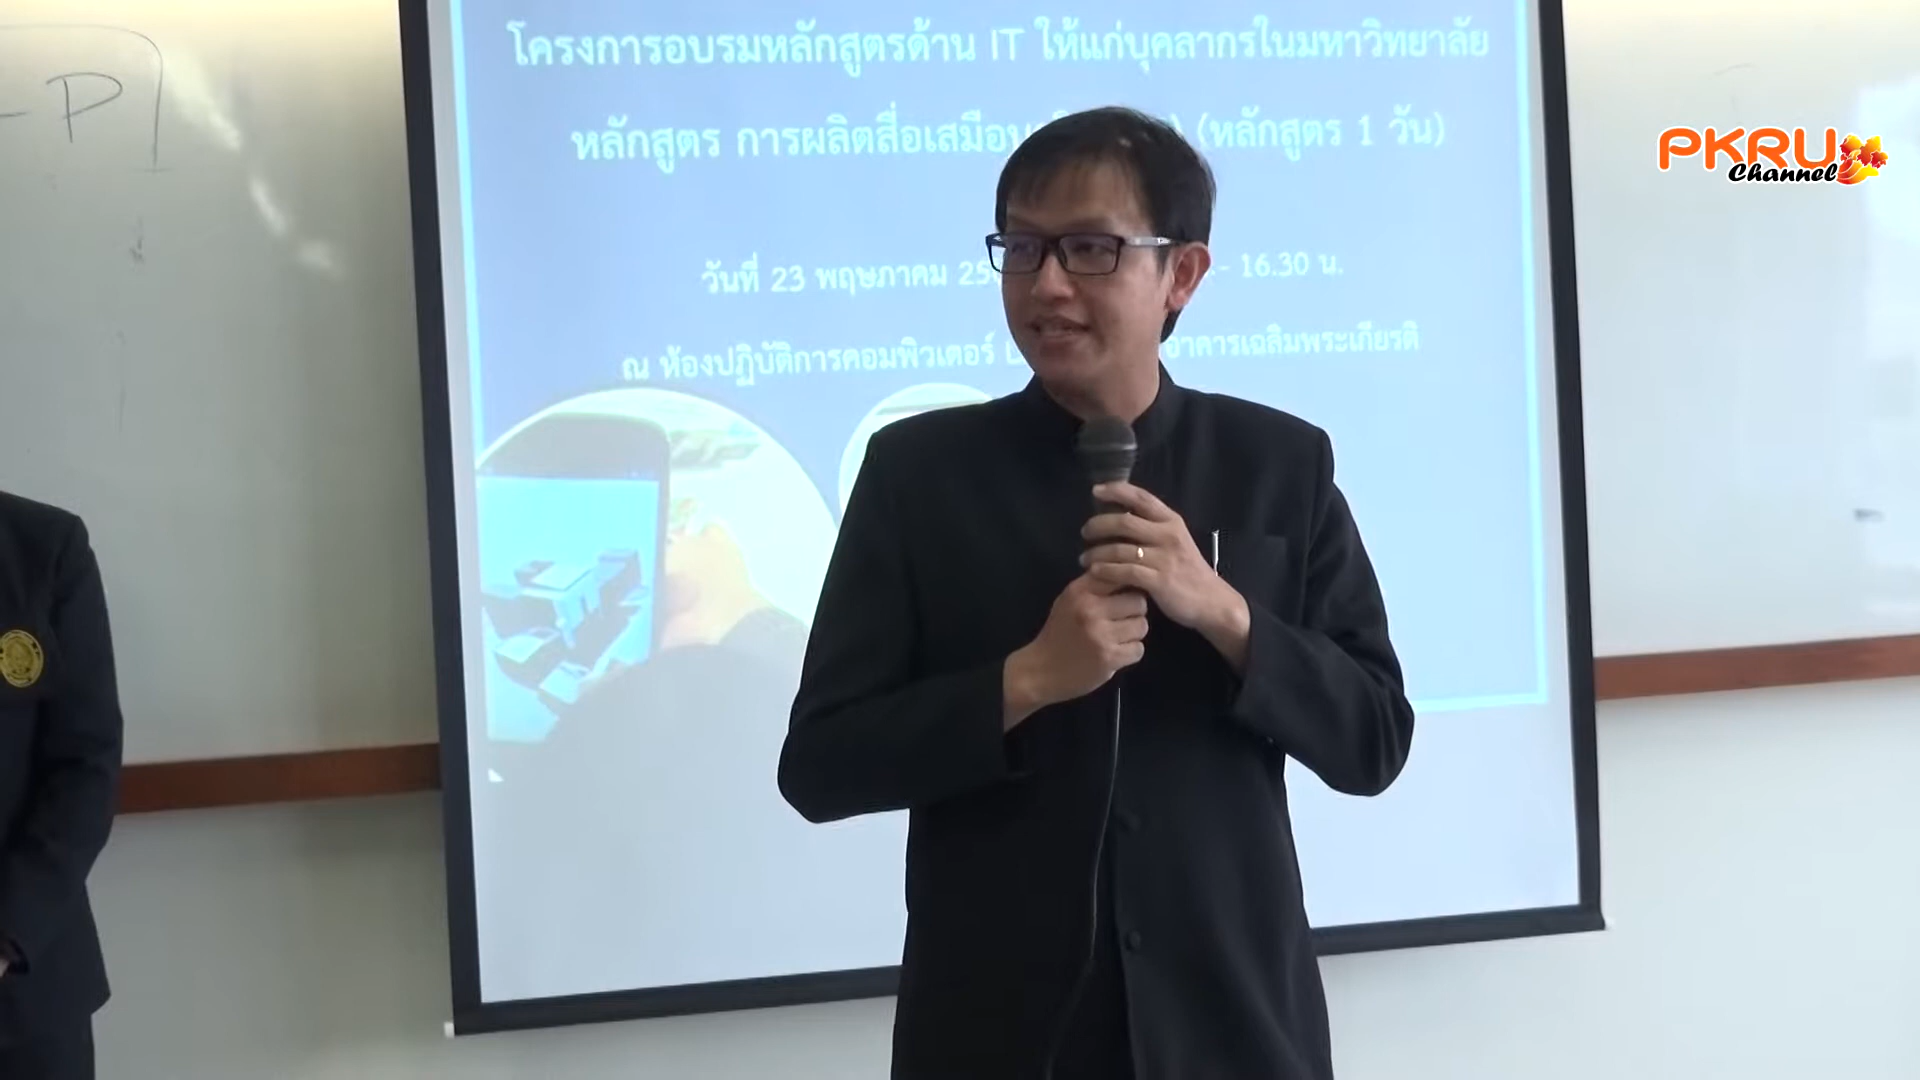 โครงการอบรมหลักสูตรด้าน IT ให้แก่บุคลากรในมหาวิทยาลัย
หลักสูตร การผลิตสื่อเสมือน (หลักสูตร 1 วัน)
วันที่ 23 พฤษภาคม - 16.30 น.
ณ ห้องปฏิบัติการคอมพิวเตอร์ อาคารเฉลิมพระเกียรติ
PKRU
Channel